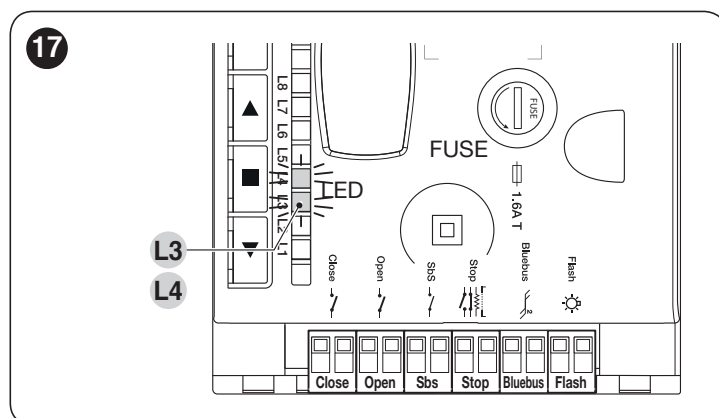 17
L8
L7
L6
L5
L4
L3
L2
L1
LED
FUSE
FUSE
1.6A T
L3
L4
Close
Open
SbS
Stop
Bluebus
Flash
2
Close
Open
Sbs
Stop
Bluebus
Flash